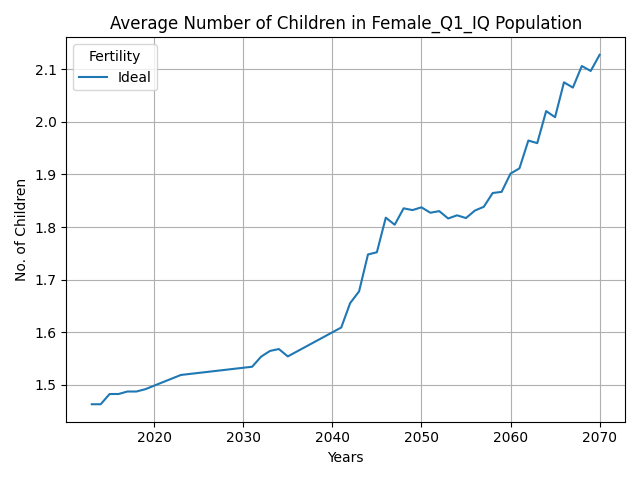 Average Number of Children in Female_Q1_IQ Population
Fertility
Ideal
No. of Children
2.1
2.0
1.9
1.8
1.7
1.6
1.5
2020 2030 2040 2050 2060 2070
Years